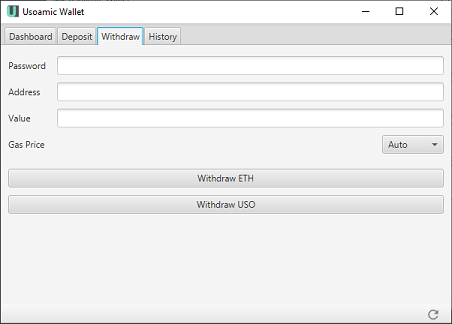 Usoamic Wallet
Dashboard Deposit Withdraw History
Password
Address
Value
Gas Price Auto
Withdraw ETH
Withdraw USO